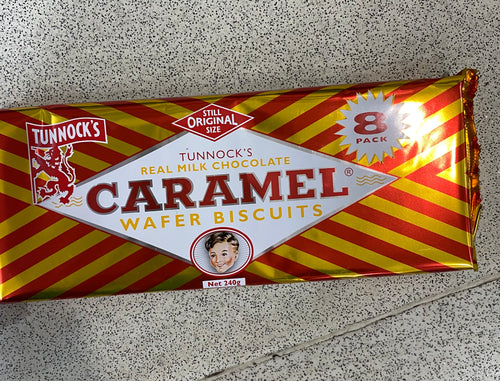 TUNNOCK'S
STILL
ORIGINAL
SIZE
8
PACK
TUNNOCK'S
REAL MILK CHOCOLATE
CARAMEL®
WAFER BISCUITS
Net 240g